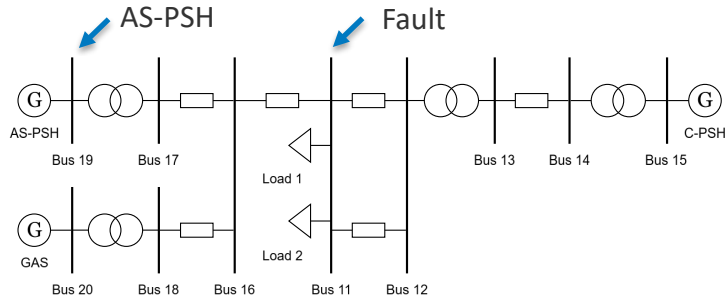 AS-PSH
Fault
G
G
AS-PSH
C-PSH
Bus 19
Bus 17
Bus 13
Bus 14
Bus 15
Load 1
G
Load 2
GAS
Bus 20
Bus 18
Bus 16
Bus 11
Bus 12